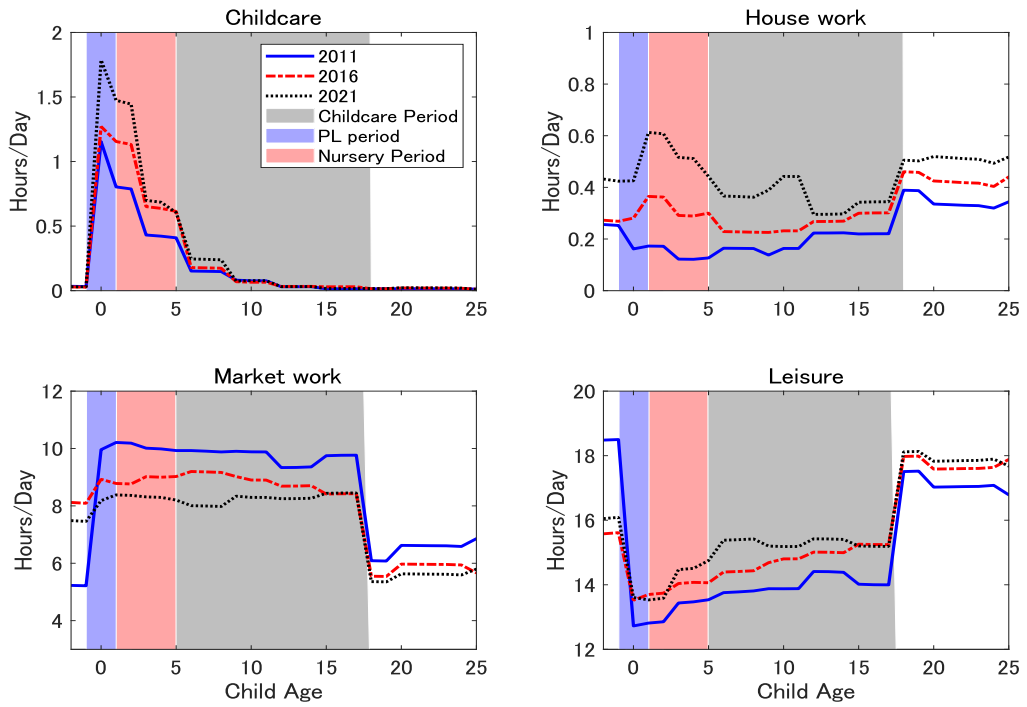 Childcare
Hours/Day
2
1.5
1
0.5
0
0 5 10 15 20 25
2011
2016
2021
Childcare Period
PL period
Nursery Period
House work
Hours/Day
1
0.8
0.6
0.4
0.2
0
0 5 10 15 20 25
Market work
Hours/Day
12
10
8
6
4
0 5 10 15 20 25
Child Age
Leisure
Hours/Day
20
18
16
14
12
0 5 10 15 20 25
Child Age